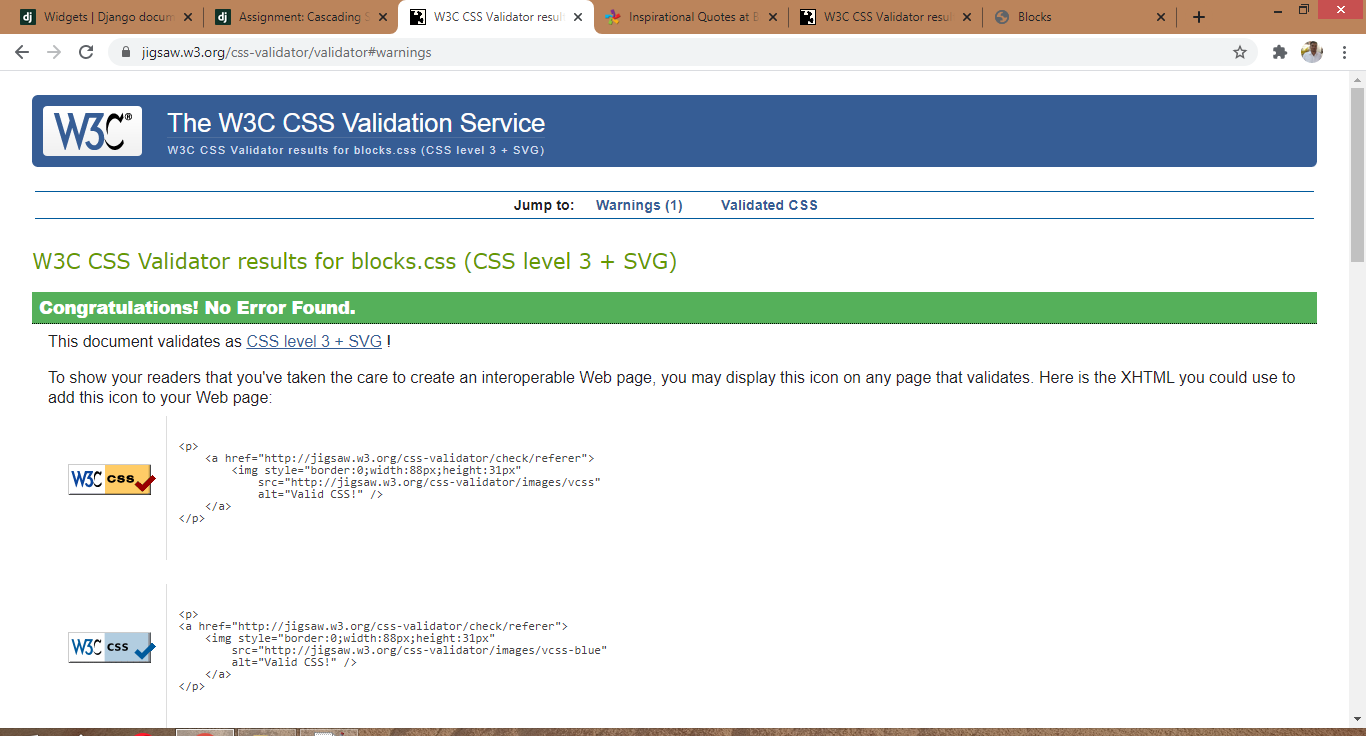 Widgets | Django docum
Assignment: Cascading S
W3C CSS Validator result
Inspirational Quotes at B
W3C CSS Validator resul
Blocks
jigsaw.w3.org/css-validator/validator#warnings
W3C®
The W3C CSS Validation Service
W3C CSS Validator results for blocks.css (CSS level 3 + SVG)
Jump to: Warnings (1) Validated CSS
W3C CSS Validator results for blocks.css (CSS level 3 + SVG)
Congratulations! No Error Found.
This document validates as CSS level 3 + SVG !
To show your readers that you've taken the care to create an interoperable Web page, you may display this icon on any page that validates. Here is the XHTML you could use to
add this icon to your Web page:
W3C css
<p>
<a href="http://jigsaw.w3.org/css-validator/check/referer">
<img style="border:0;width:88px;height:31px"
src="http://jigsaw.w3.org/css-validator/images/vcss"
alt="Valid CSS!" />
</a>
</p>
W3C css
<p>
<a href="http://jigsaw.w3.org/css-validator/check/referer">
<img style="border:0;width:88px;height:31px"
src="http://jigsaw.w3.org/css-validator/images/vcss-blue"
alt="Valid CSS!" />
</a>
</p>